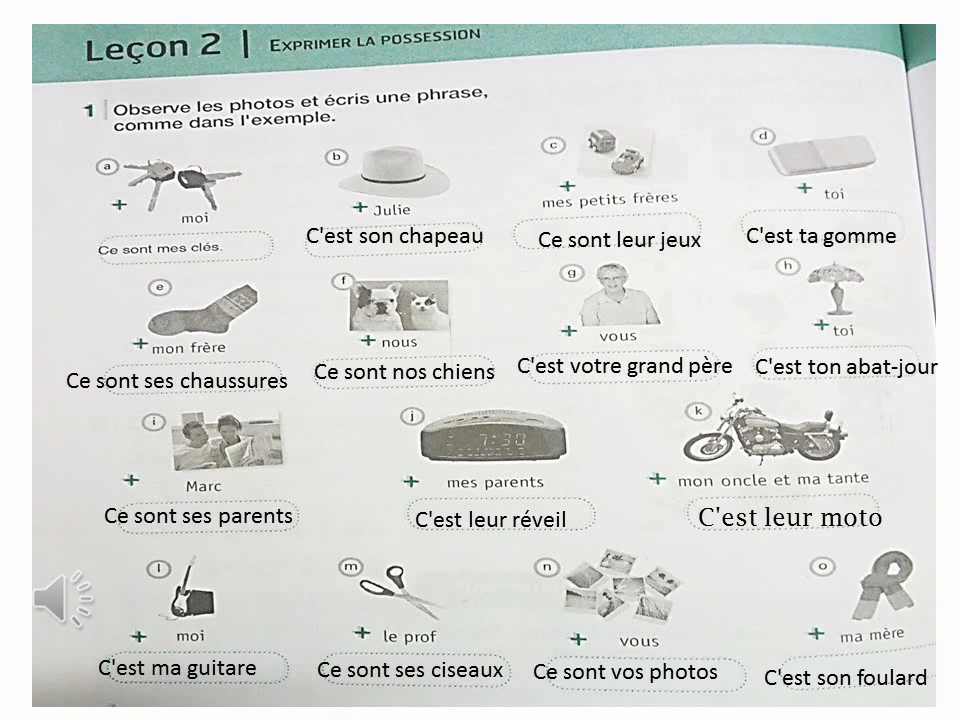 Leçon 2 | EXPRIMER LA POSSESSION
1 Observe les photos et écris une phrase,
comme dans l'exemple.
a
b
c
d
+ moi
+ Julie
+ mes petits frères
+ toi
Ce sont mes clés.
C'est son chapeau
Ce sont leur jeux
C'est ta gomme
e
f
g
h
+ mon frère
+ nous
+ vous
+ toi
Ce sont ses chaussures
Ce sont nos chiens
C'est votre grand père
C'est ton abat-jour
i
j
7:30
k
+ Marc
+ mes parents
+ mon oncle et ma tante
Ce sont ses parents
C'est leur réveil
C'est leur moto
l
m
n
o
+ moi
+ le prof
+ vous
+ ma mère
C'est ma guitare
Ce sont ses ciseaux
Ce sont vos photos
C'est son foulard